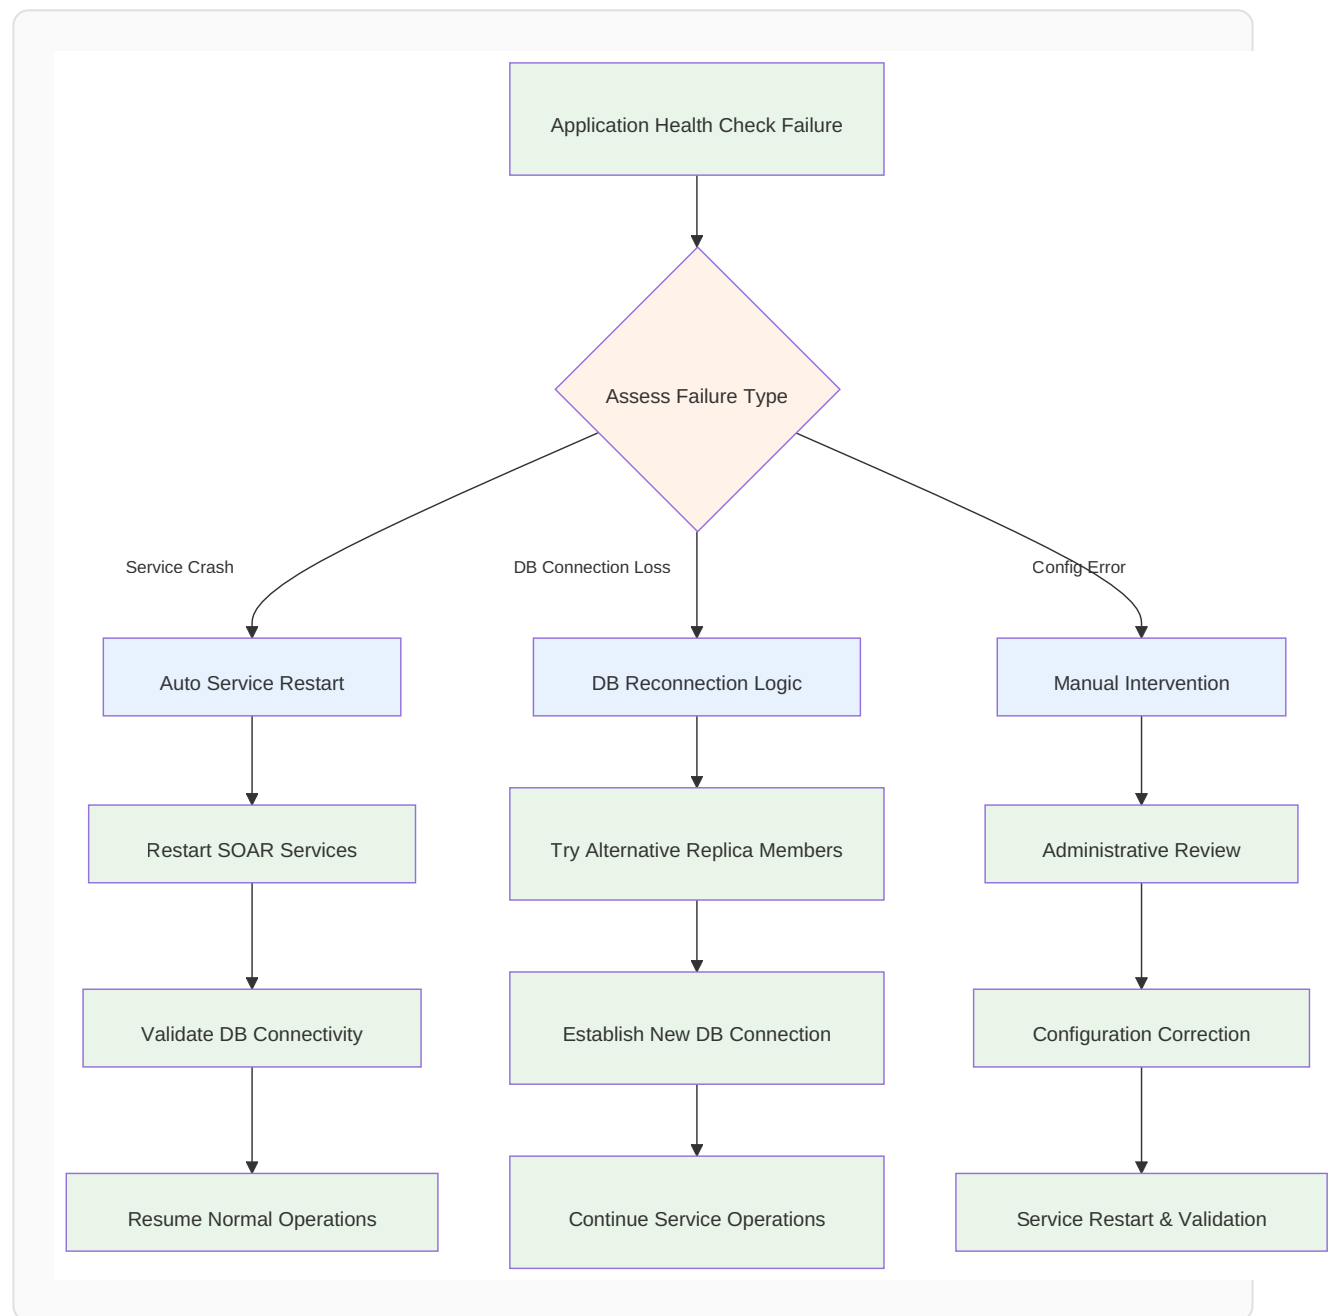 Application Health Check Failure
Assess Failure Type
Service Crash
DB Connection Loss
Config Error
Auto Service Restart
DB Reconnection Logic
Manual Intervention
Restart SOAR Services
Try Alternative Replica Members
Administrative Review
Validate DB Connectivity
Establish New DB Connection
Configuration Correction
Resume Normal Operations
Continue Service Operations
Service Restart & Validation